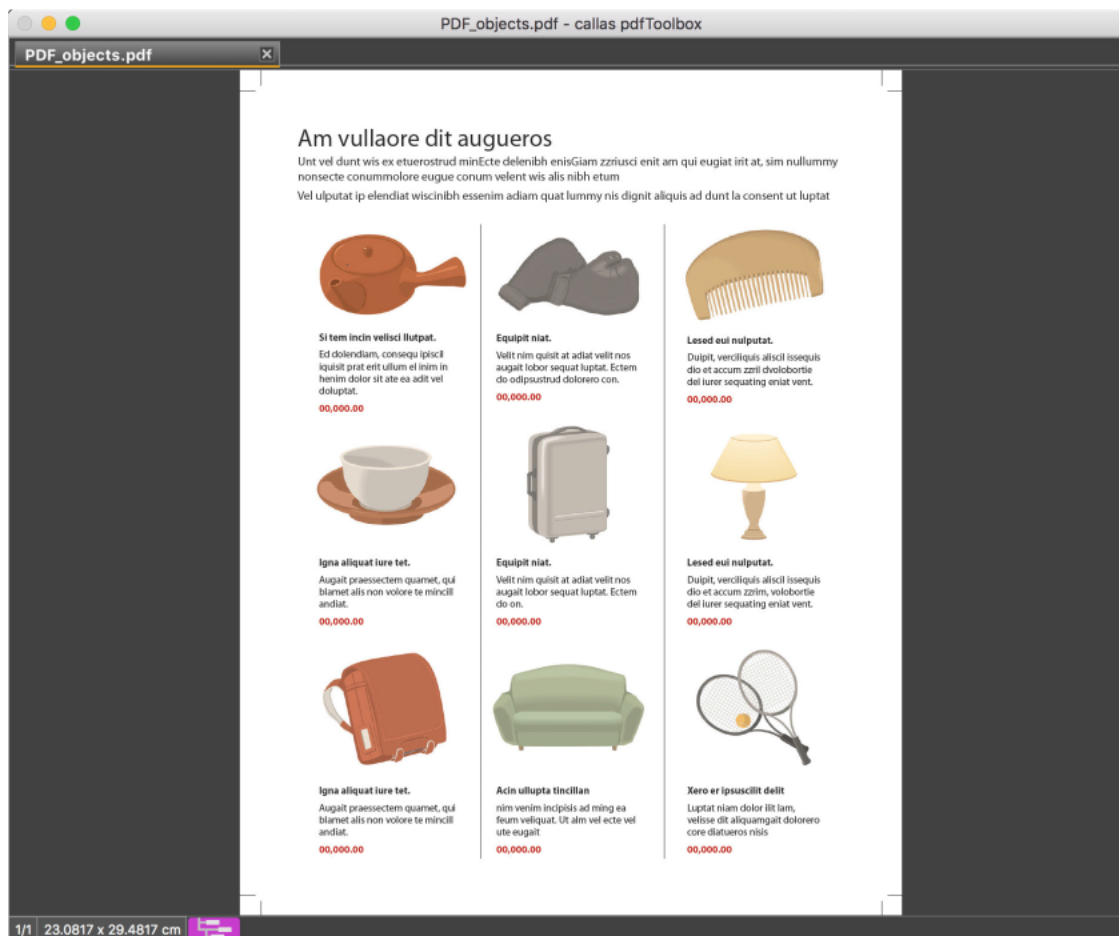 PDF_objects.pdf - callas pdfToolbox
PDF_objects.pdf
Am vullaore dit augueros
Unt vel dunt wis ex etuerostrud minEcte delenibh enisGiam zzriusci enit am qui eugiat irit at, sim nullummy
nonsecte conummolore eugue conum velent wis alis nibh etum
Vel ulputat ip elendiat wiscinibh essenim adiam quat lummy nis dignit aliquis ad dunt la consent ut luptat
Si tem incin velisci llutpat.
Ed dolendiam, consequ ipiscil
iquisit prat erit ullum el inim in
henim dolor sit ate ea adit vel
doluptat.
00,000.00
Equipit niat.
Velit nim quisit at adiat velit nos
augait lobor sequat luptat. Ectem
do odipsustrud dolorero con.
00,000.00
Lesed eui nulputat.
Duipit, verciliquis aliscil issequis
dio et accum zzril dvolobortie
del iurer sequating eniat vent.
00,000.00
Igna aliquat iure tet.
Augait praessectem quamet, qui
blamet alis non volore te mincill
andiat.
00,000.00
Equipit niat.
Velit nim quisit at adiat velit nos
augait lobor sequat luptat. Ectem
do on.
00,000.00
Lesed eui nulputat.
Duipit, verciliquis aliscil issequis
dio et accum zzrim, volobortie
del iurer sequating eniat vent.
00,000.00
Igna aliquat iure tet.
Augait praessectem quamet, qui
blamet alis non volore te mincill
andiat.
00,000.00
Acin ullupta tincillan
nim venim incipisis ad ming ea
feum veliquat. Ut alm vel ecte vel
ute eugait
00,000.00
Xero er ipsuscilit delit
Luptat niam dolor ilit lam,
velisse dit aliquamgait dolorero
core diatueros nisis
00,000.00
1/1 23.0817 x 29.4817 cm